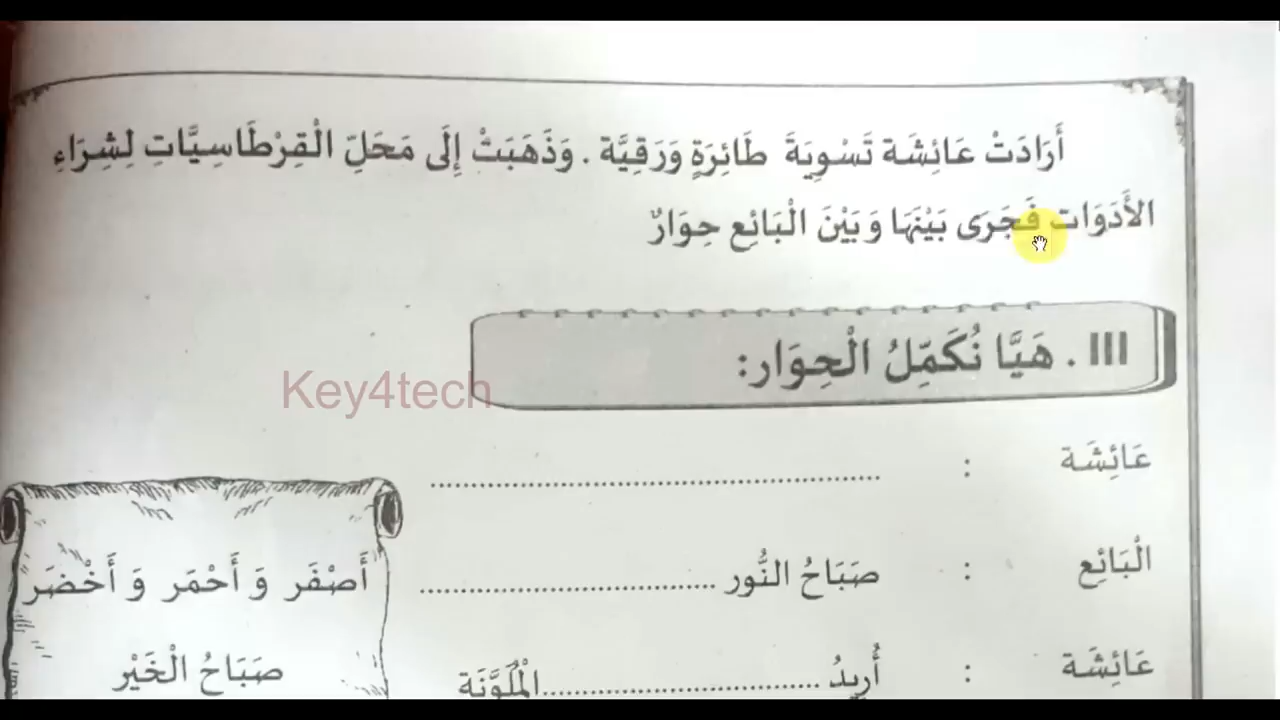 أَرَادَتْ عَائِشَة تَسْوِيَةَ طَائِرَةٍ وَرَقِيَّة . وَذَهَبَتْ إِلَى مَحَلِّ الْقِرْطَاسِيَّاتِ لِشِرَاءِ
الأَدَوَات فَجَرَى بَيْنَهَا وَبَيْنَ الْبَائِعِ حِوَارٌ
III . هَيَّا نُكَمِّلُ الْحِوَار:
Key4tech
عَائِشَة : ............................................................
الْبَائِع : صَبَاحُ النُّور .......................................
عَائِشَة : أُرِيدُ .....................................الْمُلَوَّنَة
أَصْفَر وَ أَحْمَر وَ أَخْضَر
صَبَاحُ الْخَيْر